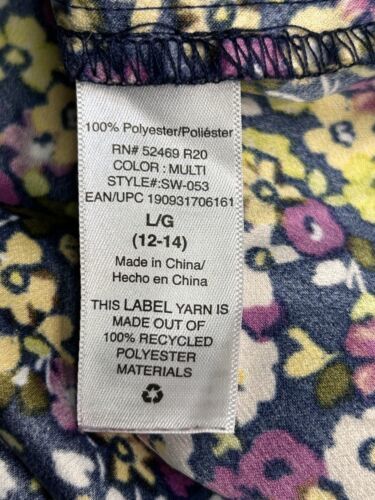 100% Polyester/Poliéster
RN# 52469 R20
COLOR : MULTI
STYLE#:SW-053
EAN/UPC 190931706161
L/G
(12-14)
Made in China/
Hecho en China
THIS LABEL YARN IS
MADE OUT OF
100% RECYCLED
POLYESTER
MATERIALS